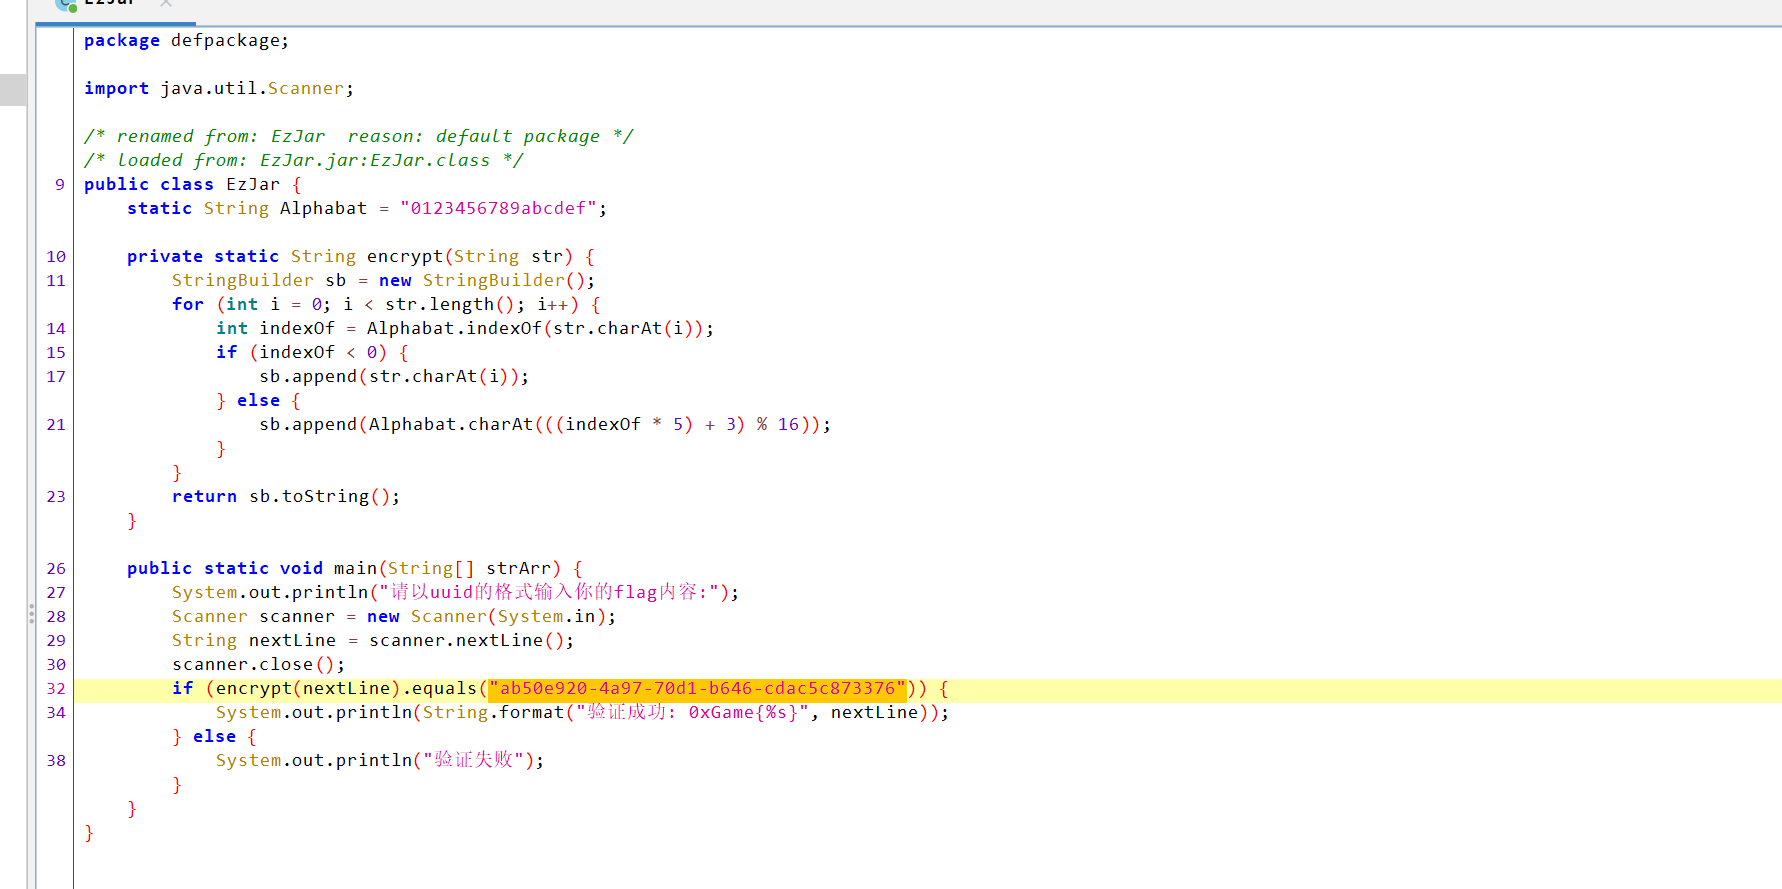 EzJar
package defpackage;
import java.util.Scanner;
/* renamed from: EzJar  reason: default package */
/* loaded from: EzJar.jar:EzJar.class */
9 public class EzJar {
static String Alphabat = "0123456789abcdef";
10 private static String encrypt(String str) {
11 StringBuilder sb = new StringBuilder();
for (int i = 0; i < str.length(); i++) {
14 int indexOf = Alphabat.indexOf(str.charAt(i));
15 if (indexOf < 0) {
17 sb.append(str.charAt(i));
} else {
21 sb.append(Alphabat.charAt(((indexOf * 5) + 3) % 16));
}
}
23 return sb.toString();
}
26 public static void main(String[] strArr) {
27 System.out.println("请以uuid的格式输入你的flag内容:");
28 Scanner scanner = new Scanner(System.in);
29 String nextLine = scanner.nextLine();
30 scanner.close();
32 if (encrypt(nextLine).equals("ab50e920-4a97-70d1-b646-cdac5c873376")) {
34 System.out.println(String.format("验证成功: 0xGame{%s}", nextLine));
} else {
38 System.out.println("验证失败");
}
}
}